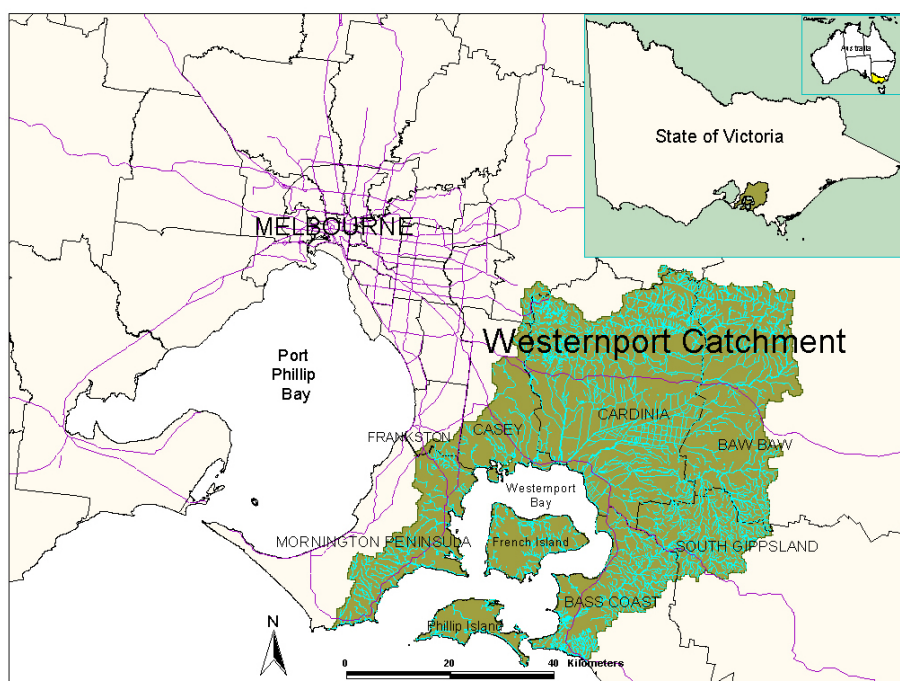 Australia
State of Victoria
MELBOURNE
Westernport Catchment
Port
Phillip
Bay
CARDINIA
FRANKSTON
CASEY
BAW BAW
Westernport
Bay
MORNINGTON PENINSULA
French Island
SOUTH GIPPSLAND
BASS COAST
Phillip Island
N
0 20 40 Kilometers